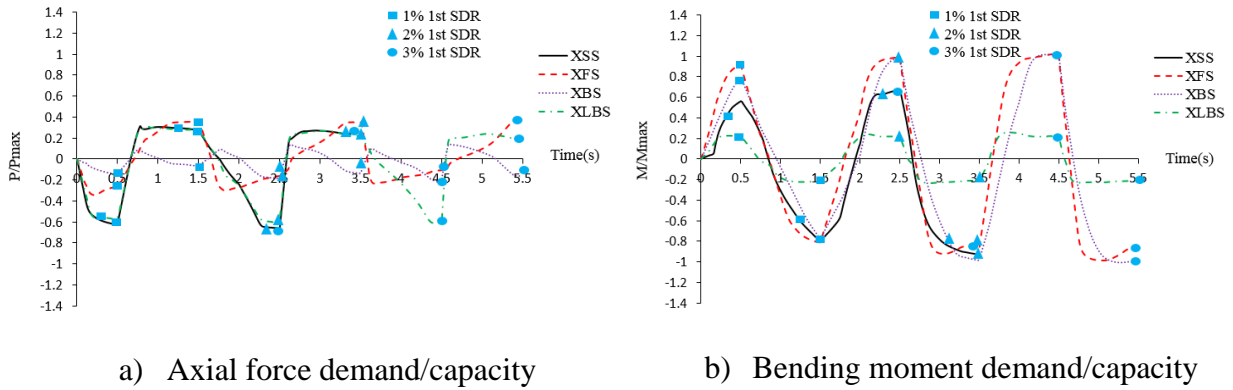 1.4
1.2
1
0.8
0.6
0.4
0.2
0
-0.2
-0.4
-0.6
-0.8
-1
-1.2
-1.4
P/Pmax
0 0.5 1 1.5 2 2.5 3 3.5 4 4.5 5 5.5
Time(s)
1% 1st SDR
2% 1st SDR
3% 1st SDR
XSS
XFS
XBS
XLBS
a) Axial force demand/capacity
1.4
1.2
1
0.8
0.6
0.4
0.2
0
-0.2
-0.4
-0.6
-0.8
-1
-1.2
-1.4
M/Mmax
0 0.5 1 1.5 2 2.5 3 3.5 4 4.5 5 5.5
Time(s)
1% 1st SDR
2% 1st SDR
3% 1st SDR
XSS
XFS
XBS
XLBS
b) Bending moment demand/capacity